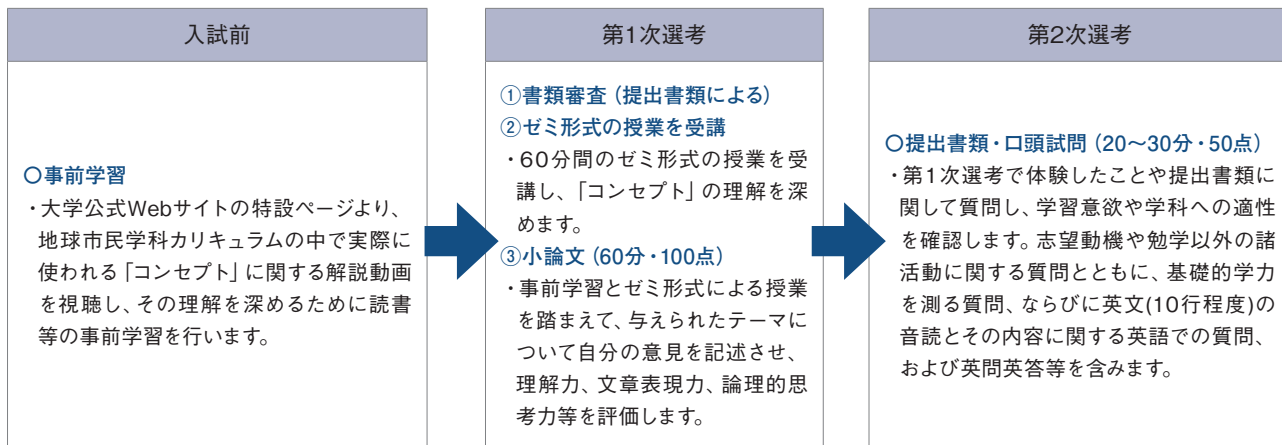 入試前
〇事前学習
・大学公式Webサイトの特設ページより、
地球市民学科カリキュラムの中で実際に
使われる「コンセプト」に関する解説動画
を視聴し、その理解を深めるために読書
等の事前学習を行います。
第1次選考
①書類審査（提出書類による）
②ゼミ形式の授業を受講
・60分間のゼミ形式の授業を受
講し、「コンセプト」の理解を深
めます。
③小論文（60分・100点）
・事前学習とゼミ形式による授業
を踏まえて、与えられたテーマに
ついて自分の意見を記述させ、
理解力、文章表現力、論理的思
考力等を評価します。
第2次選考
〇提出書類・口頭試問（20〜30分・50点）
・第1次選考で体験したことや提出書類に
関して質問し、学習意欲や学科への適性
を確認します。志望動機や勉学以外の諸
活動に関する質問とともに、基礎的学力
を測る質問、ならびに英文(10行程度)の
音読とその内容に関する英語での質問、
および英問英答等を含みます。